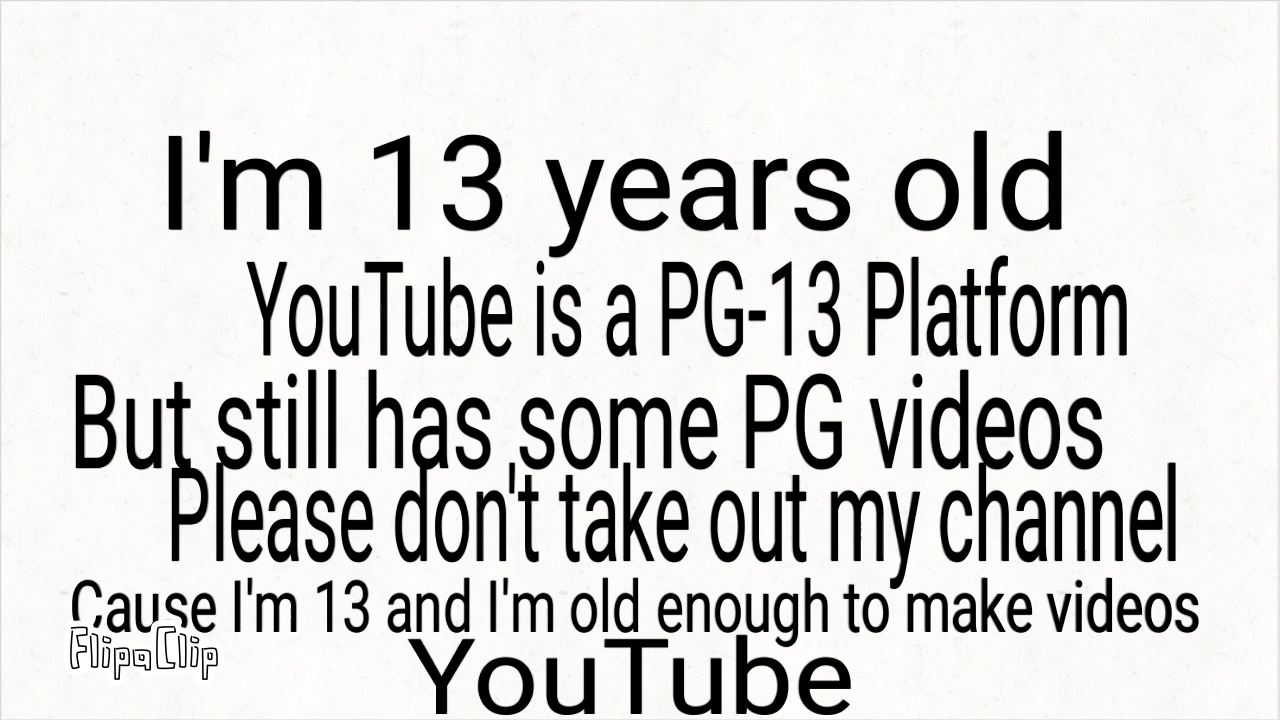 I'm 13 years old
YouTube is a PG-13 Platform
But still has some PG videos
Please don't take out my channel
Cause I'm 13 and I'm old enough to make videos
FlipaClip
YouTube